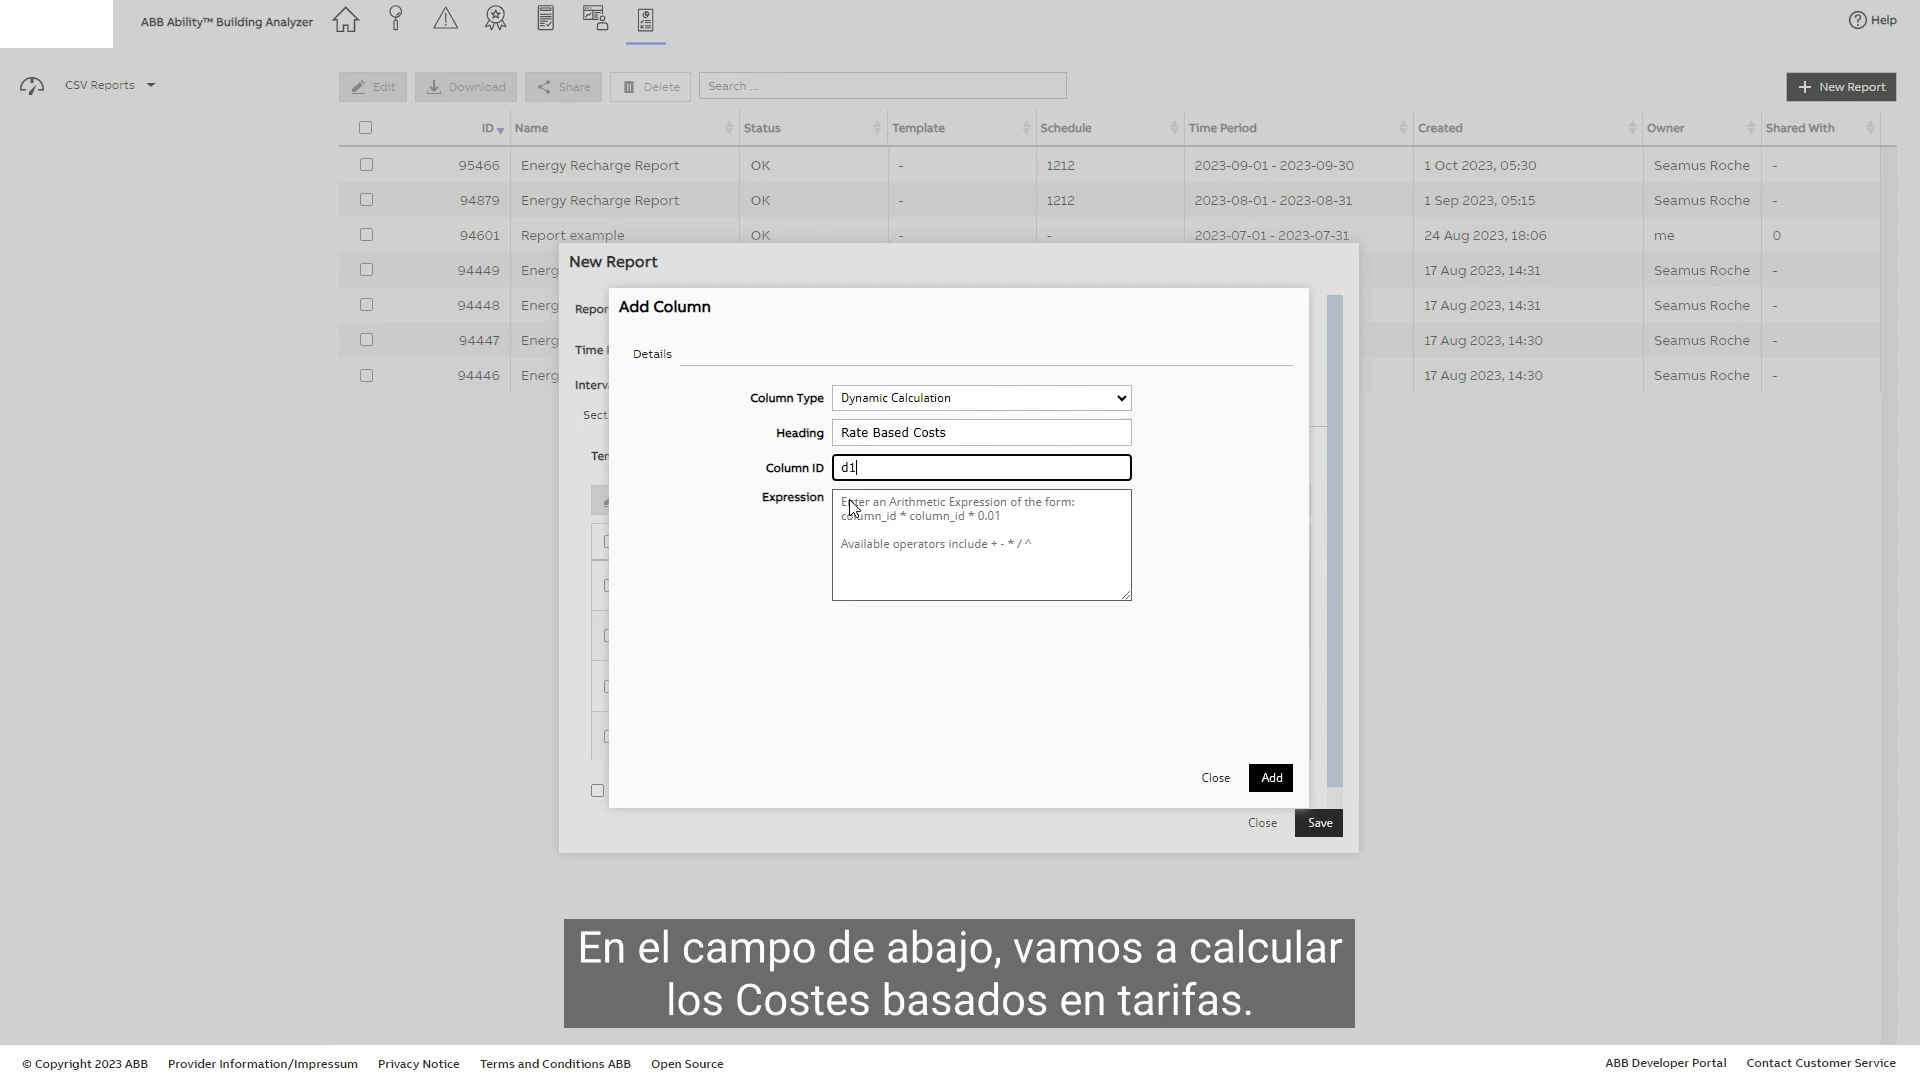 ABB Ability™ Building Analyzer
Help
CSV Reports
Edit Download Share Delete Search ... New Report
ID Name Status Template Schedule Time Period Created Owner Shared With
95466 Energy Recharge Report OK - 1212 2023-09-01 - 2023-09-30 1 Oct 2023, 05:30 Seamus Roche -
94879 Energy Recharge Report OK - 1212 2023-08-01 - 2023-08-31 1 Sep 2023, 05:15 Seamus Roche -
94601 Report example OK - - 2023-07-01 - 2023-07-31 24 Aug 2023, 18:06 me 0
94449 Energ 17 Aug 2023, 14:31 Seamus Roche -
94448 Energ 17 Aug 2023, 14:31 Seamus Roche -
94447 Energ 17 Aug 2023, 14:30 Seamus Roche -
94446 Energ 17 Aug 2023, 14:30 Seamus Roche -
New Report
Repor
Time
Interv
Sect
Ter
Add Column
Details
Column Type Dynamic Calculation
Heading Rate Based Costs
Column ID d1
Expression Enter an Arithmetic Expression of the form:
column_id * column_id * 0.01
Available operators include + - * / ^
Close Add
Close Save
En el campo de abajo, vamos a calcular
los Costes basados en tarifas.
© Copyright 2023 ABB Provider Information/Impressum Privacy Notice Terms and Conditions ABB Open Source ABB Developer Portal Contact Customer Service